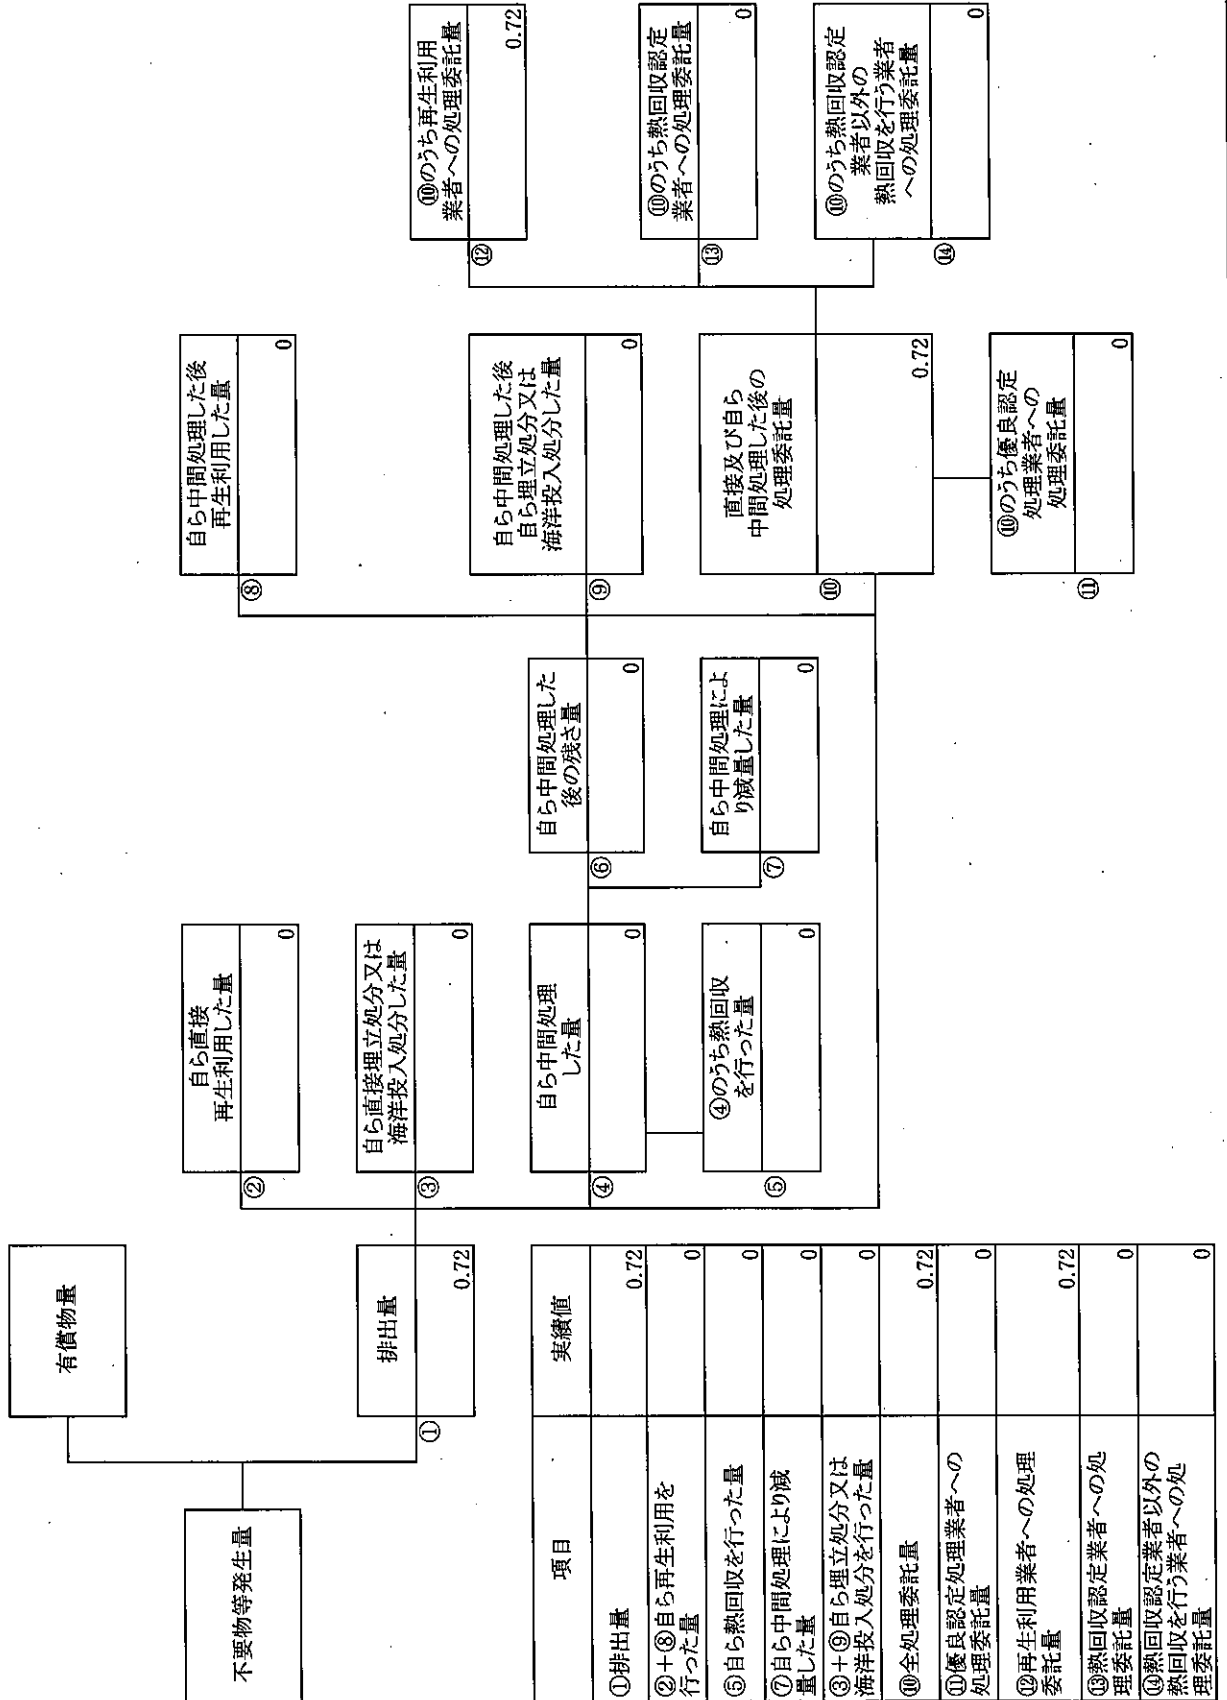 有償物量
不要物等発生量
①
排出量
0.72
②
自ら直接
再生利用した量
0
③
自ら直接埋立処分又は
海洋投入処分した量
0
④
自ら中間処理
した量
0
⑤
④のうち熱回収
を行った量
0
⑥
自ら中間処理した
後の残さ量
0
⑦
自ら中間処理によ
り減量した量
0
⑧
自ら中間処理した後
再生利用した量
0
⑨
自ら中間処理した後
自ら埋立処分又は
海洋投入処分した量
0
⑩
直接及び自ら
中間処理した後の
処理委託量
0.72
⑪
⑩のうち優良認定
処理業者への
処理委託量
0
⑫
⑩のうち再生利用
業者への処理委託量
0.72
⑬
⑩のうち熱回収認定
業者への処理委託量
0
⑭
⑩のうち熱回収認定
業者以外の
熱回収を行う業者
への処理委託量
0
項目
実績値
①排出量
0.72
②+⑧自ら再生利用を
行った量
0
⑤自ら熱回収を行った量
0
⑦自ら中間処理により減
量した量
0
③+⑨自ら埋立処分又は
海洋投入処分を行った量
0
⑩全処理委託量
0.72
⑪優良認定処理業者への
処理委託量
0
⑫再生利用業者への処理
委託量
0.72
⑬熱回収認定業者への処
理委託量
0
⑭熱回収認定業者以外の
熱回収を行う業者への処
理委託量
0